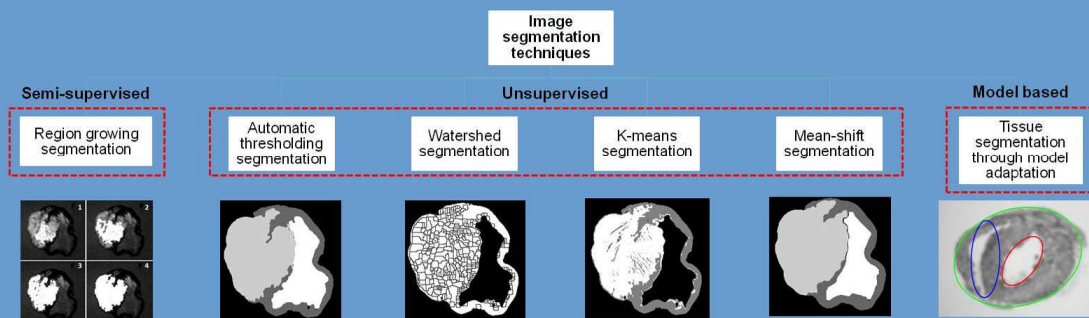 Image
segmentation
techniques
Semi-supervised
Unsupervised
Model based
Region growing
segmentation
Automatic
thresholding
segmentation
Watershed
segmentation
K-means
segmentation
Mean-shift
segmentation
Tissue
segmentation
through model
adaptation
1
2
3
4